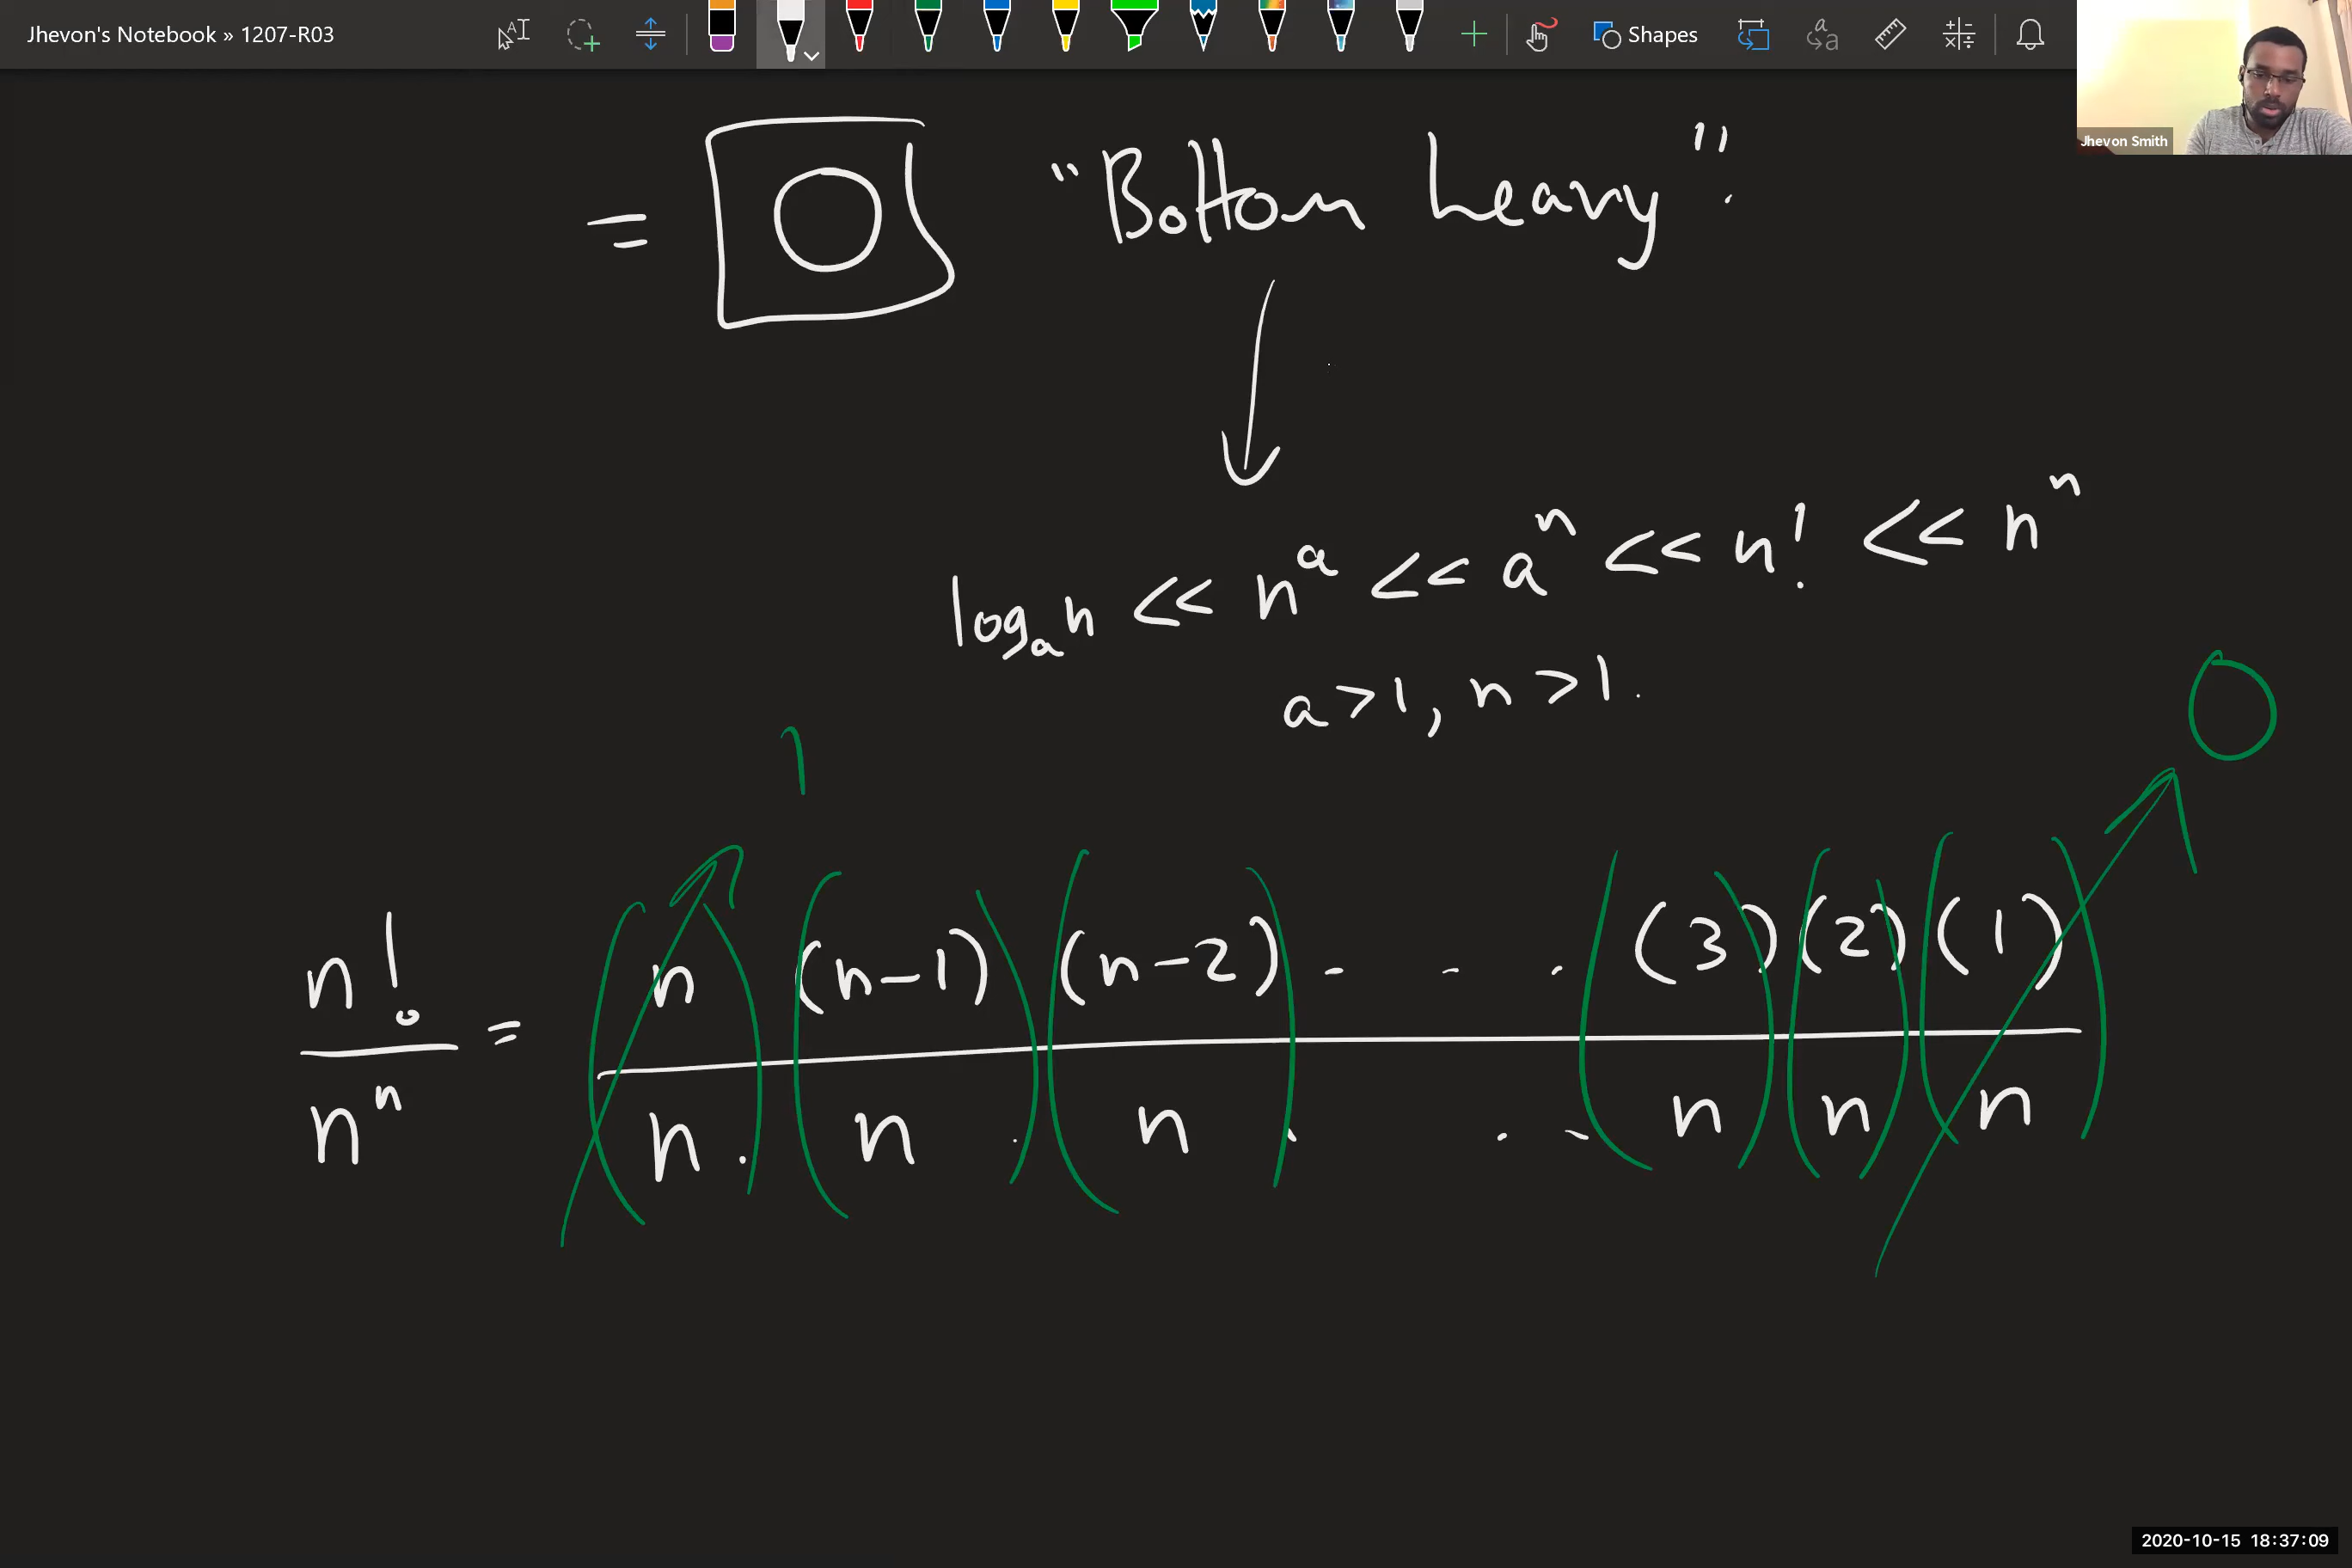 Jhevon's Notebook » 1207-R03
Shapes
Jhevon Smith
= 0 "Bottom heavy".
log_a n << n^a << a^n << n! << n^n
a > 1, n > 1.
1
0
n! / n^n = n (n-1) (n-2) . . . (3) (2) (1) / n . n . n . . . n n n
2020-10-15 18:37:09